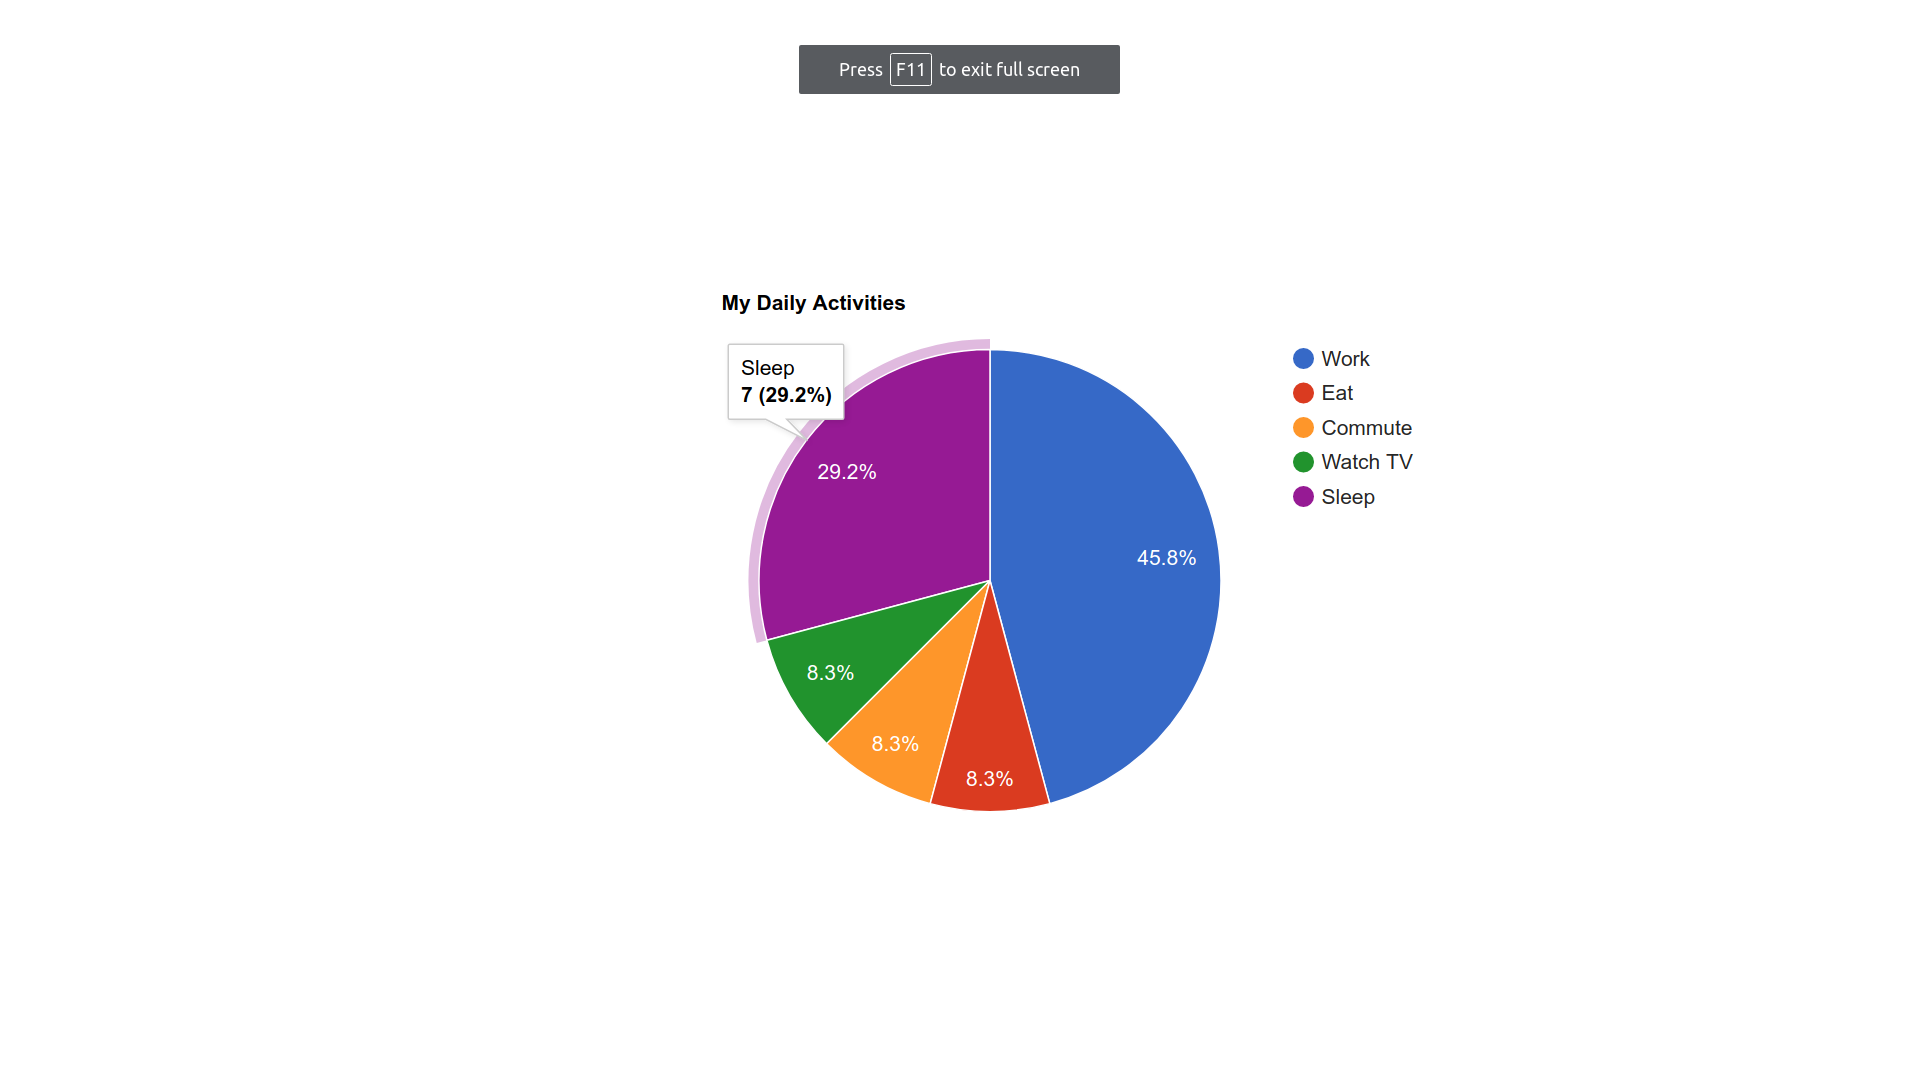 Press F11 to exit full screen
My Daily Activities
Sleep
7 (29.2%)
29.2%
45.8%
8.3%
8.3%
8.3%
Work
Eat
Commute
Watch TV
Sleep